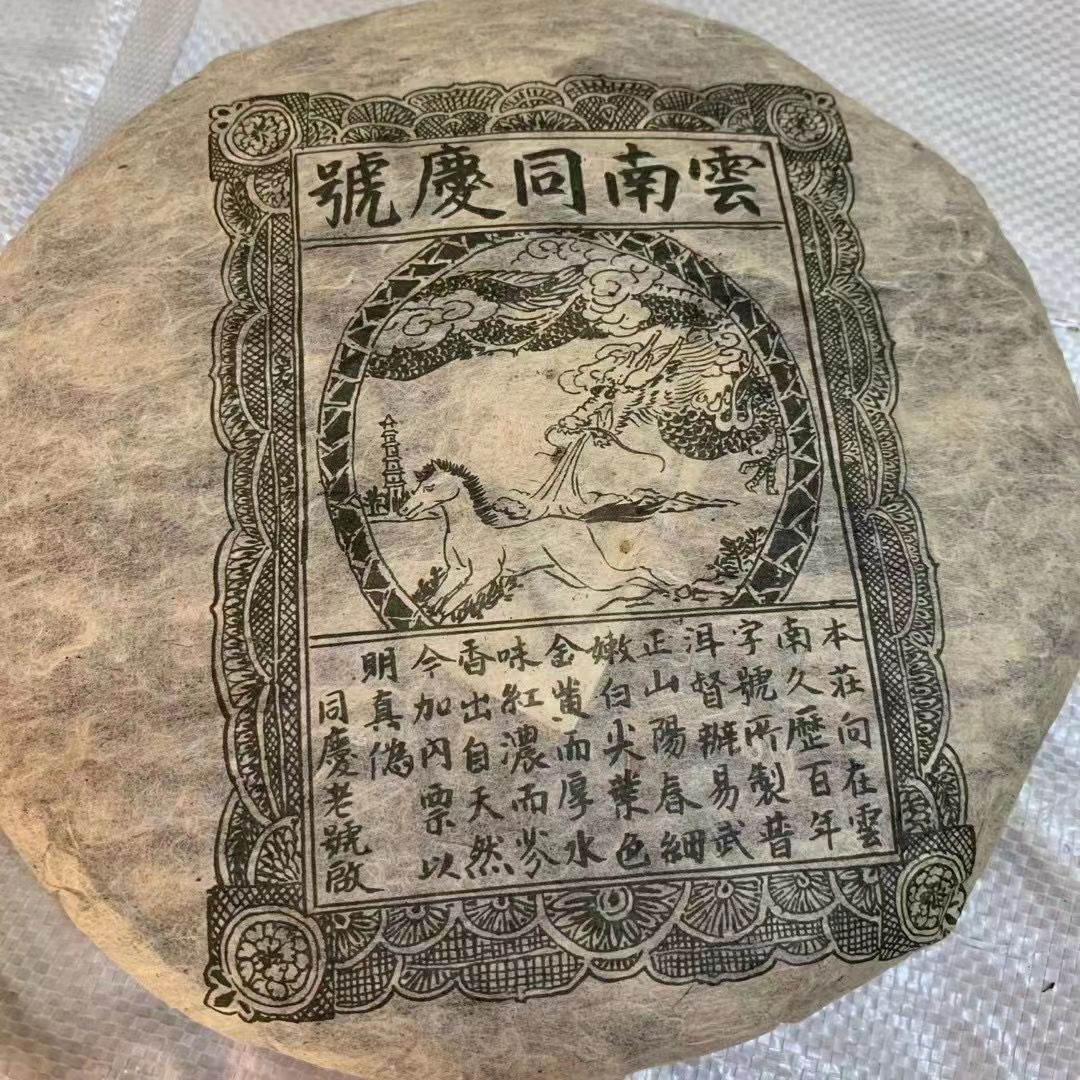 雲南同慶號
本莊向在雲
南久歷百年
字號所製普
洱督辦易武
正山陽春細
嫩白尖葉色
金黃而厚水
味紅濃而芬
香出自天然
今加內票以
明真偽
同慶老號啟